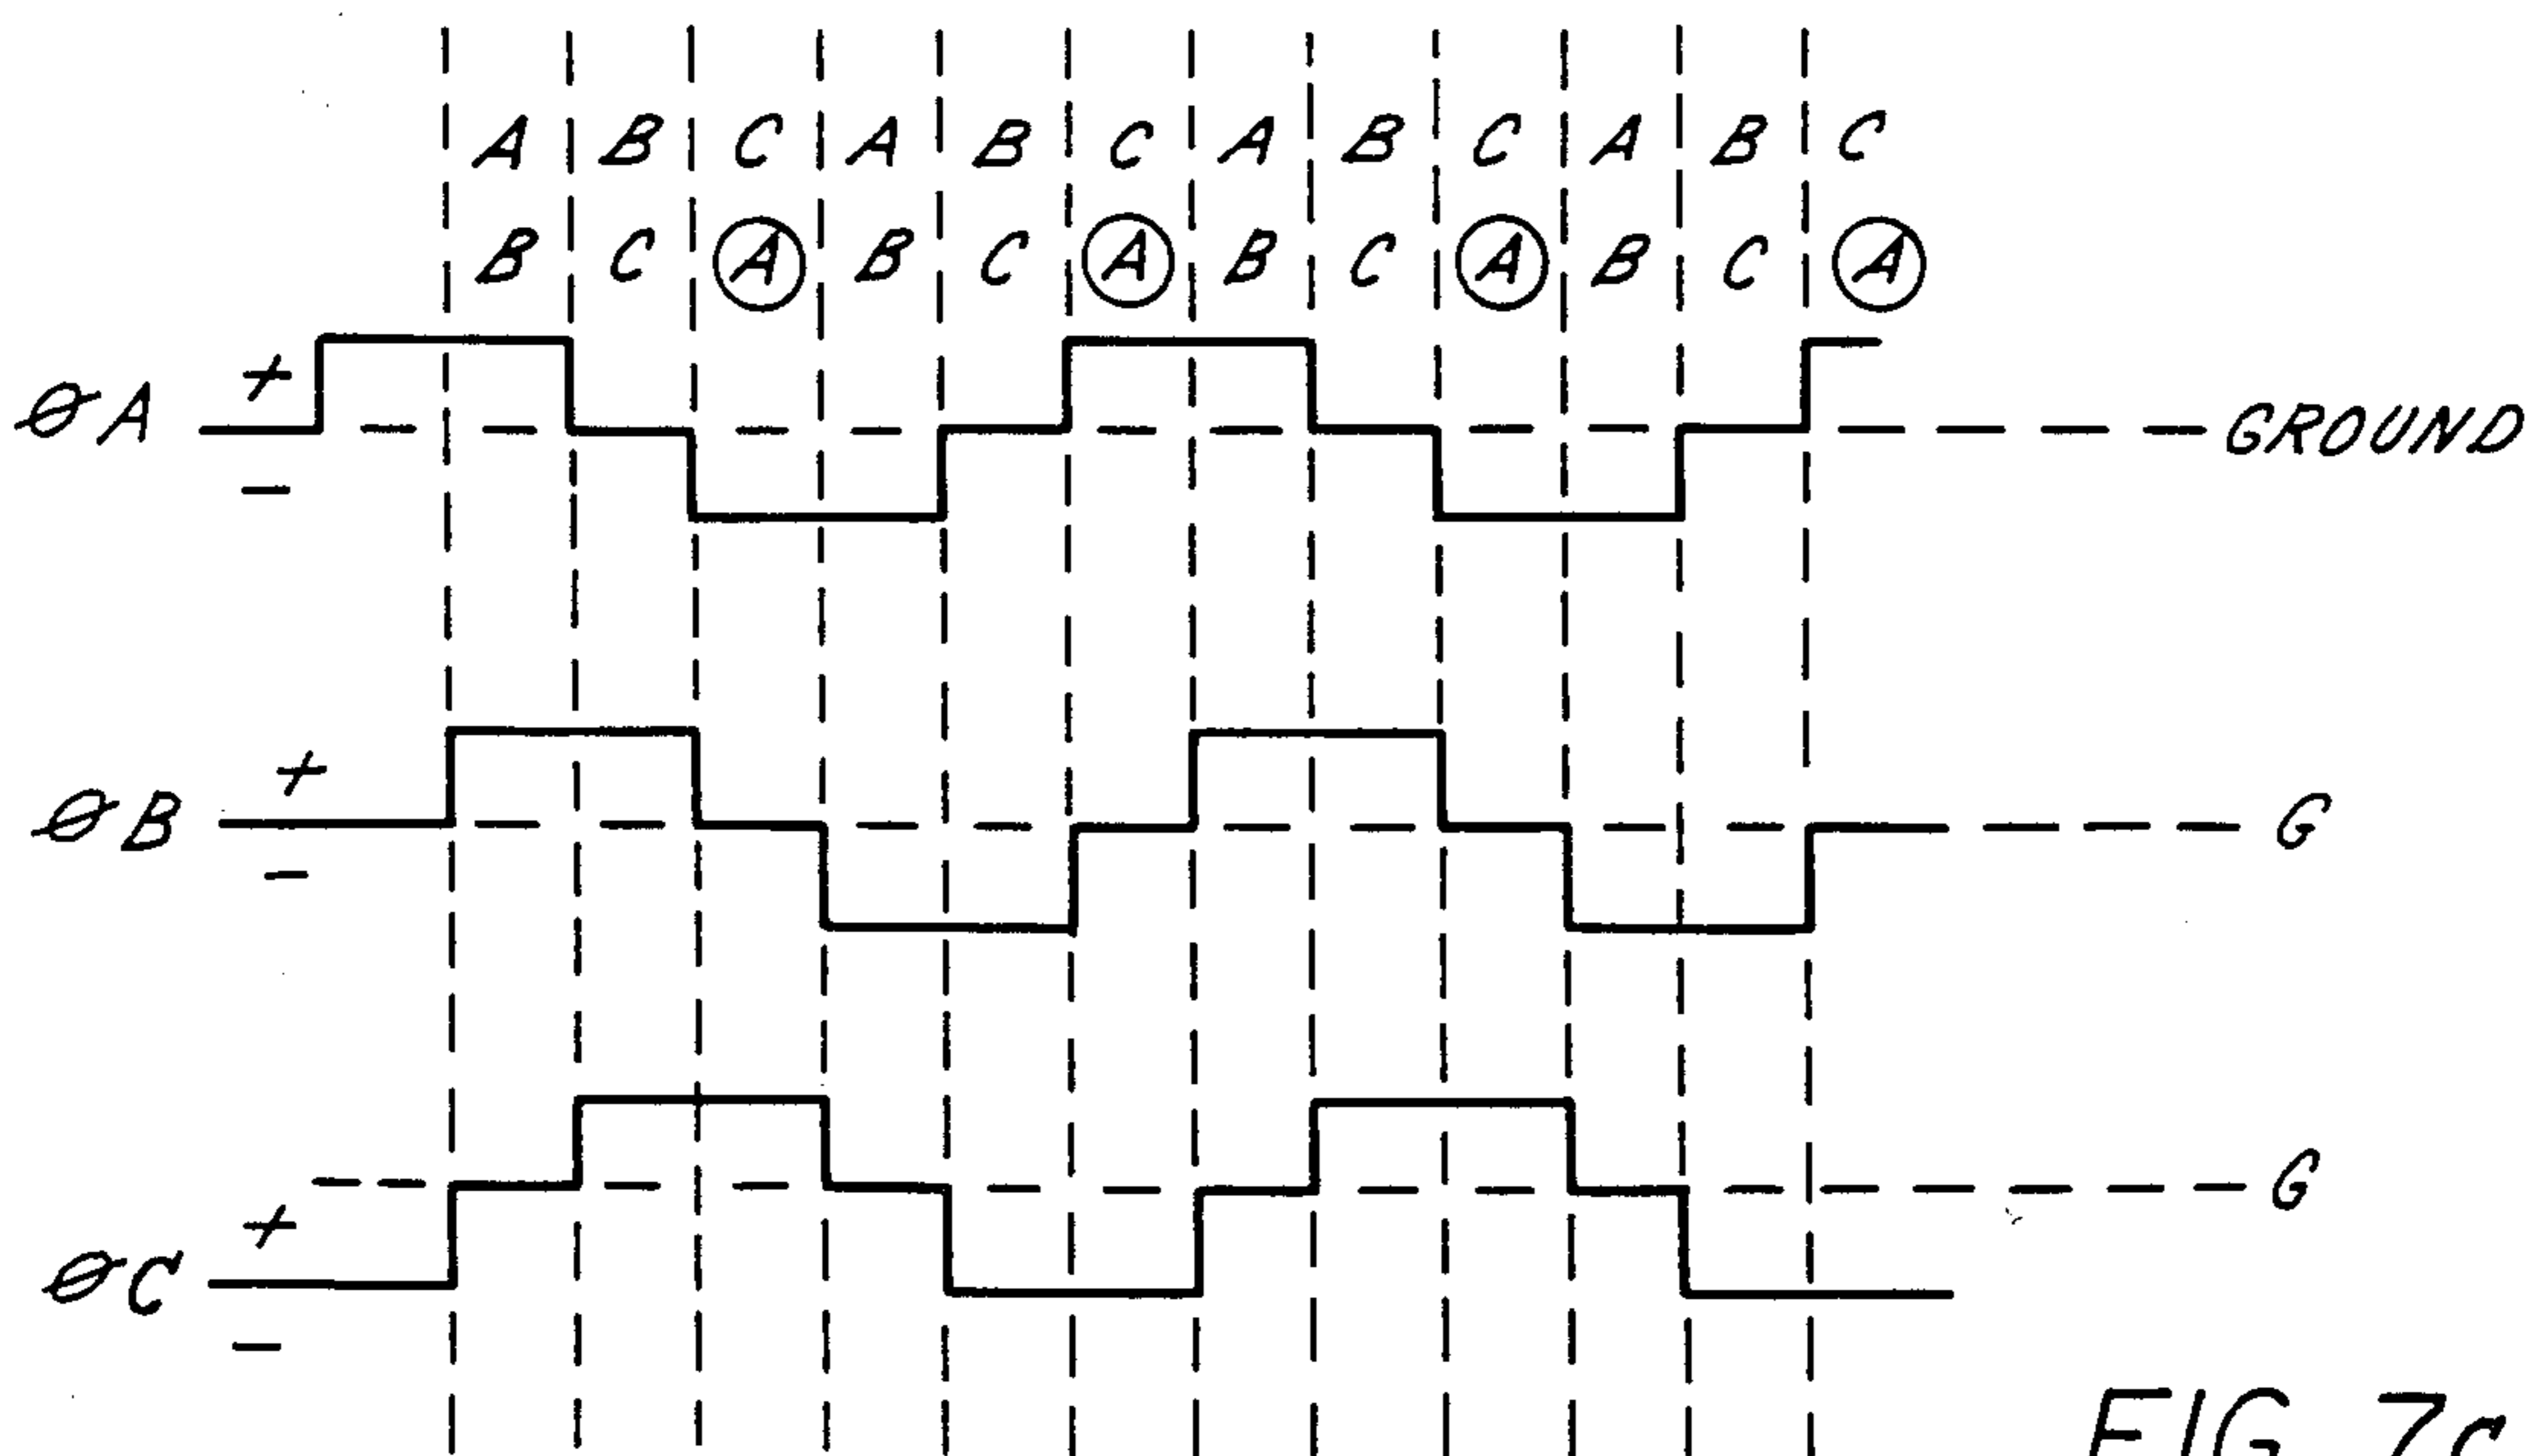 A B C A B C A B C A B C
B C A B C A B C A B C A
+
ØA GROUND
-
+
ØB G
-
G
+
ØC
-
FIG. 7c